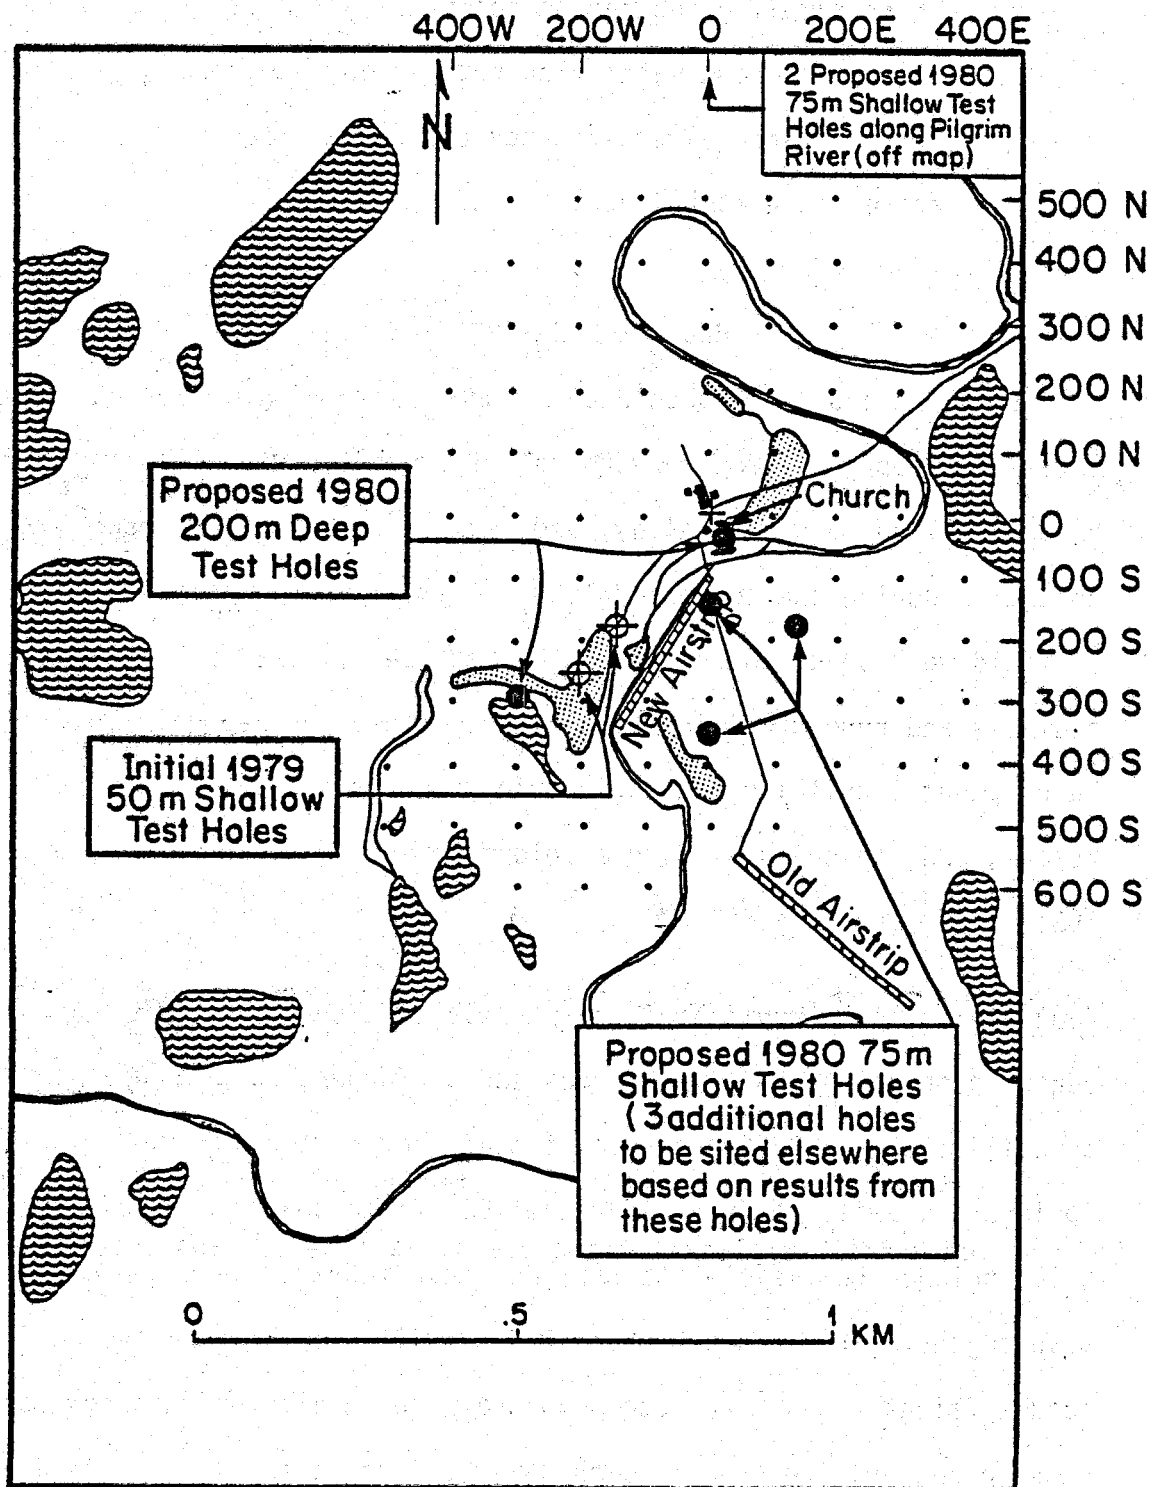 400W 200W 0 200E 400E
2 Proposed 1980
75m Shallow Test
Holes along Pilgrim
River (off map)
N
500 N
400 N
300 N
200 N
100 N
0
100 S
200 S
300 S
400 S
500 S
600 S
Church
Proposed 1980
200m Deep
Test Holes
New Airstrip
Initial 1979
50m Shallow
Test Holes
Old Airstrip
Proposed 1980 75m
Shallow Test Holes
(3 additional holes
to be sited elsewhere
based on results from
these holes)
0 .5 1 KM